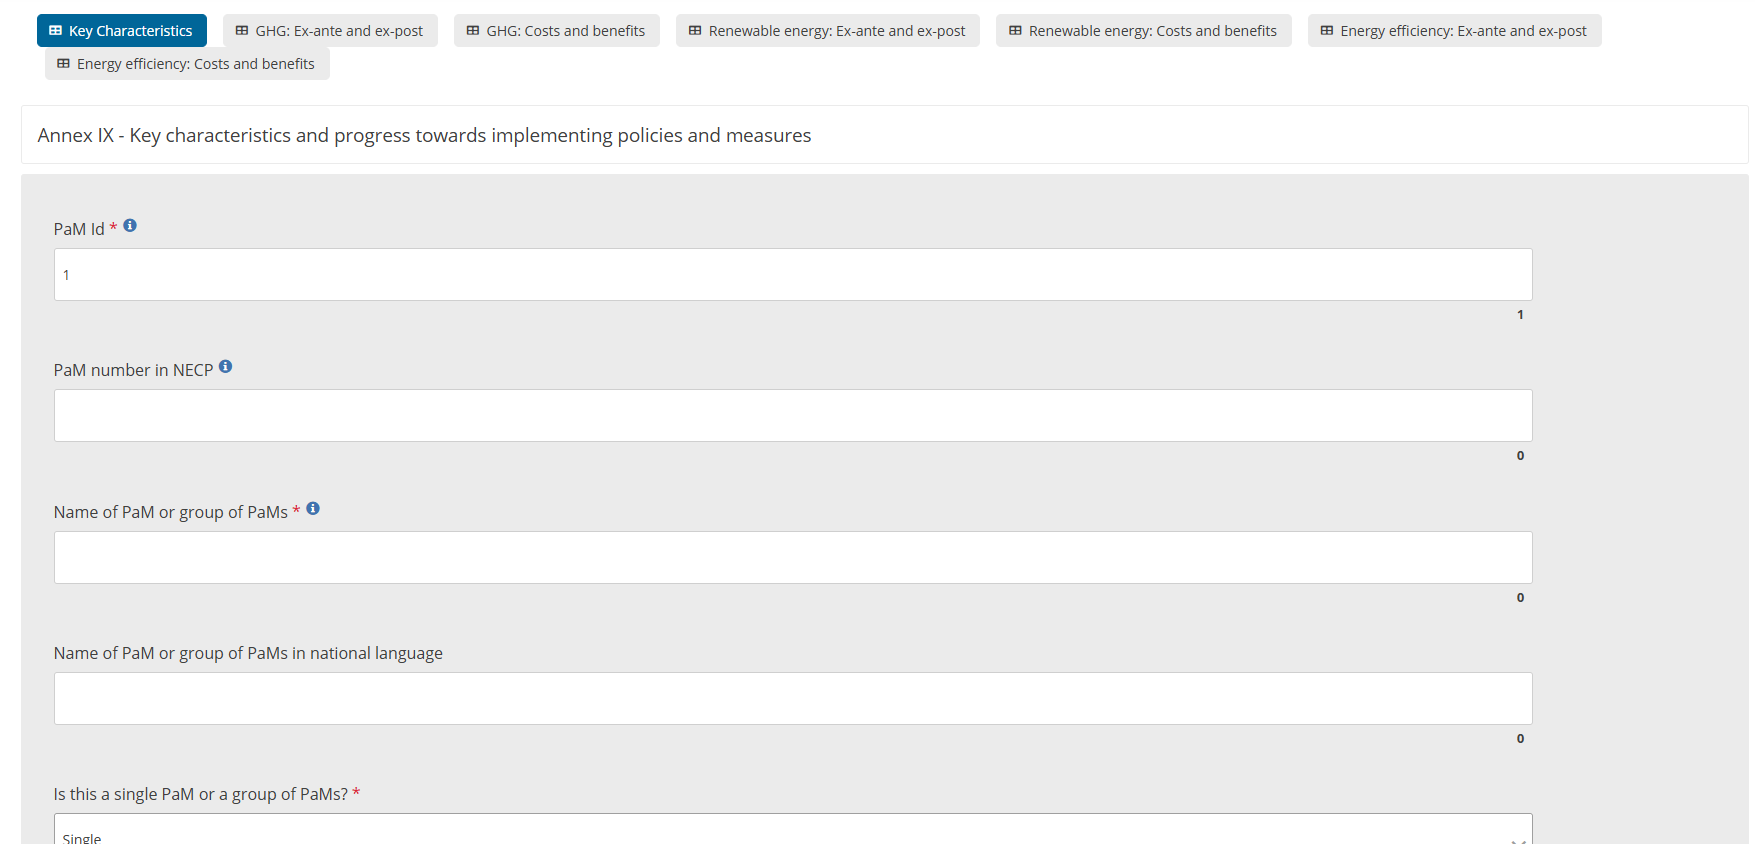 Key Characteristics GHG: Ex-ante and ex-post GHG: Costs and benefits Renewable energy: Ex-ante and ex-post Renewable energy: Costs and benefits Energy efficiency: Ex-ante and ex-post
Energy efficiency: Costs and benefits
Annex IX - Key characteristics and progress towards implementing policies and measures
PaM Id *
1
1
PaM number in NECP
0
Name of PaM or group of PaMs *
0
Name of PaM or group of PaMs in national language
0
Is this a single PaM or a group of PaMs? *
Single